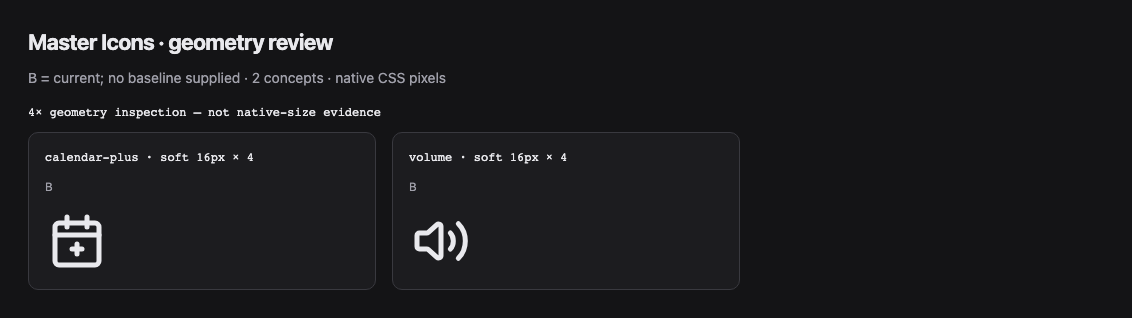 Master Icons · geometry review
B = current; no baseline supplied · 2 concepts · native CSS pixels
4× geometry inspection — not native-size evidence
calendar-plus · soft 16px × 4
B
volume · soft 16px × 4
B